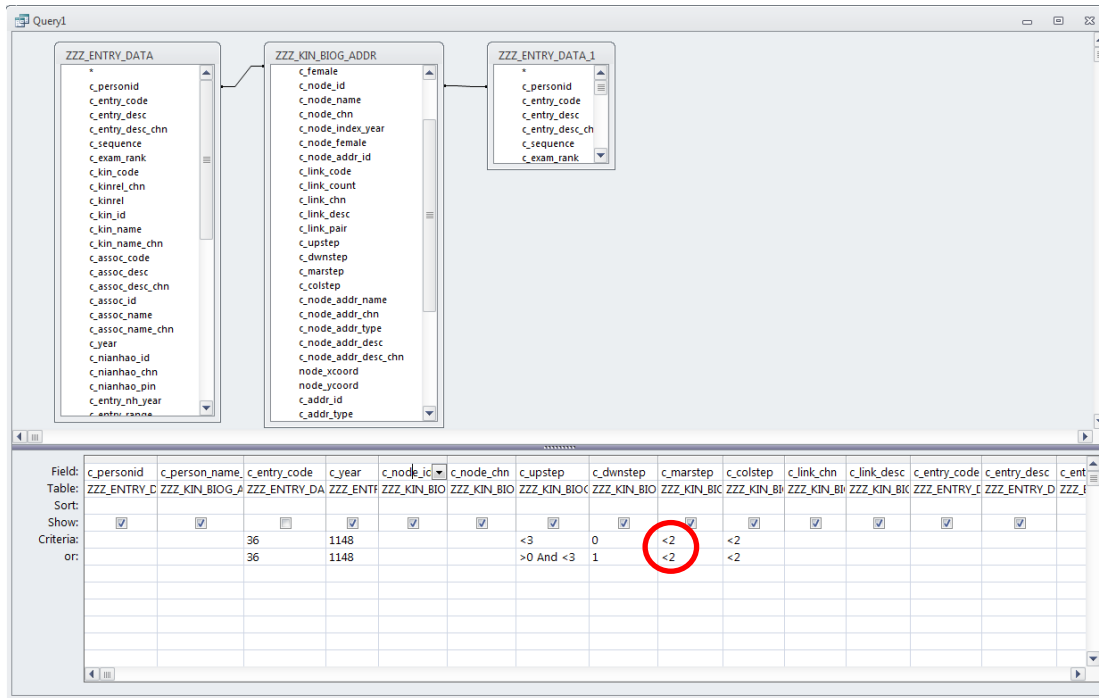 Query1
ZZZ_ENTRY_DATA
*
c_personid
c_entry_code
c_entry_desc
c_entry_desc_chn
c_sequence
c_exam_rank
c_kin_code
c_kinrel_chn
c_kinrel
c_kin_id
c_kin_name
c_kin_name_chn
c_assoc_code
c_assoc_desc
c_assoc_desc_chn
c_assoc_id
c_assoc_name
c_assoc_name_chn
c_year
c_nianhao_id
c_nianhao_chn
c_nianhao_pin
c_entry_nh_year
c_entry_range
ZZZ_KIN_BIOG_ADDR
c_female
c_node_id
c_node_name
c_node_chn
c_node_index_year
c_node_female
c_node_addr_id
c_link_code
c_link_count
c_link_chn
c_link_desc
c_link_pair
c_upstep
c_dwnstep
c_marstep
c_colstep
c_node_addr_name
c_node_addr_chn
c_node_addr_type
c_node_addr_desc
c_node_addr_desc_chn
node_xcoord
node_ycoord
c_addr_id
c_addr_type
ZZZ_ENTRY_DATA_1
*
c_personid
c_entry_code
c_entry_desc
c_entry_desc_ch
c_sequence
c_exam_rank
Field: c_personid c_person_name_ c_entry_code c_year c_node_ic c_node_chn c_upstep c_dwnstep c_marstep c_colstep c_link_chn c_link_desc c_entry_code c_entry_desc c_ent
Table: ZZZ_ENTRY_D ZZZ_KIN_BIOG_A ZZZ_ENTRY_DA ZZZ_ENTF ZZZ_KIN_BIO ZZZ_KIN_BIO ZZZ_KIN_BIOG ZZZ_KIN_BIO ZZZ_KIN_BIC ZZZ_KIN_BI ZZZ_KIN_BI ZZZ_KIN_BIC ZZZ_ENTRY_D ZZZ_ENTRY_D ZZZ_E
Sort:
Show:
Criteria: 36 1148 <3 0 <2 <2
or: 36 1148 >0 And <3 1 <2 <2